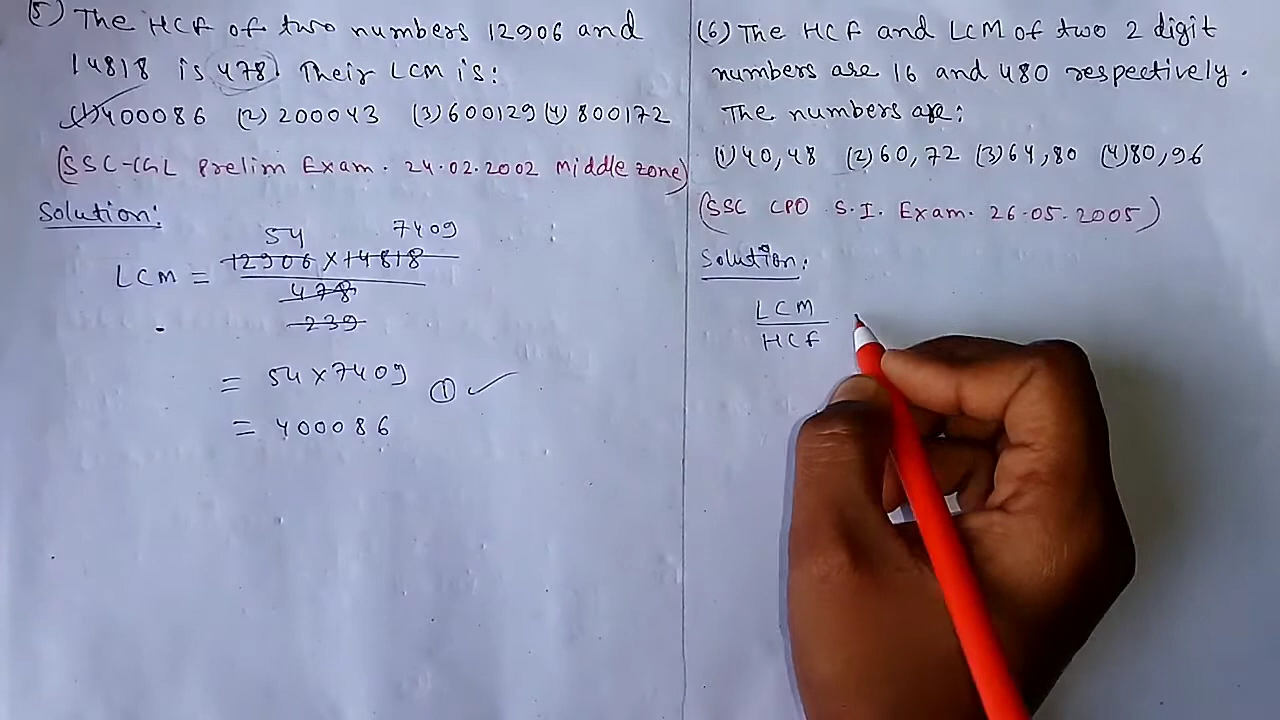 5) The HCF of two numbers 12906 and
14818 is 478. Their LCM is:
(1) 400086 (2) 200043 (3) 600129 (4) 800172
(SSC-CGL Prelim Exam. 24.02.2002 Middle zone)
Solution:
54 7409
LCM = 12906 × 14818
478
239
= 54 × 7409 ① ✓
= 400086
(6) The HCF and LCM of two 2 digit
numbers are 16 and 480 respectively.
The numbers are:
(1) 40,48 (2) 60,72 (3) 64,80 (4) 80,96
(SSC CPO S.I. Exam. 26.05.2005)
Solution:
LCM
HCF